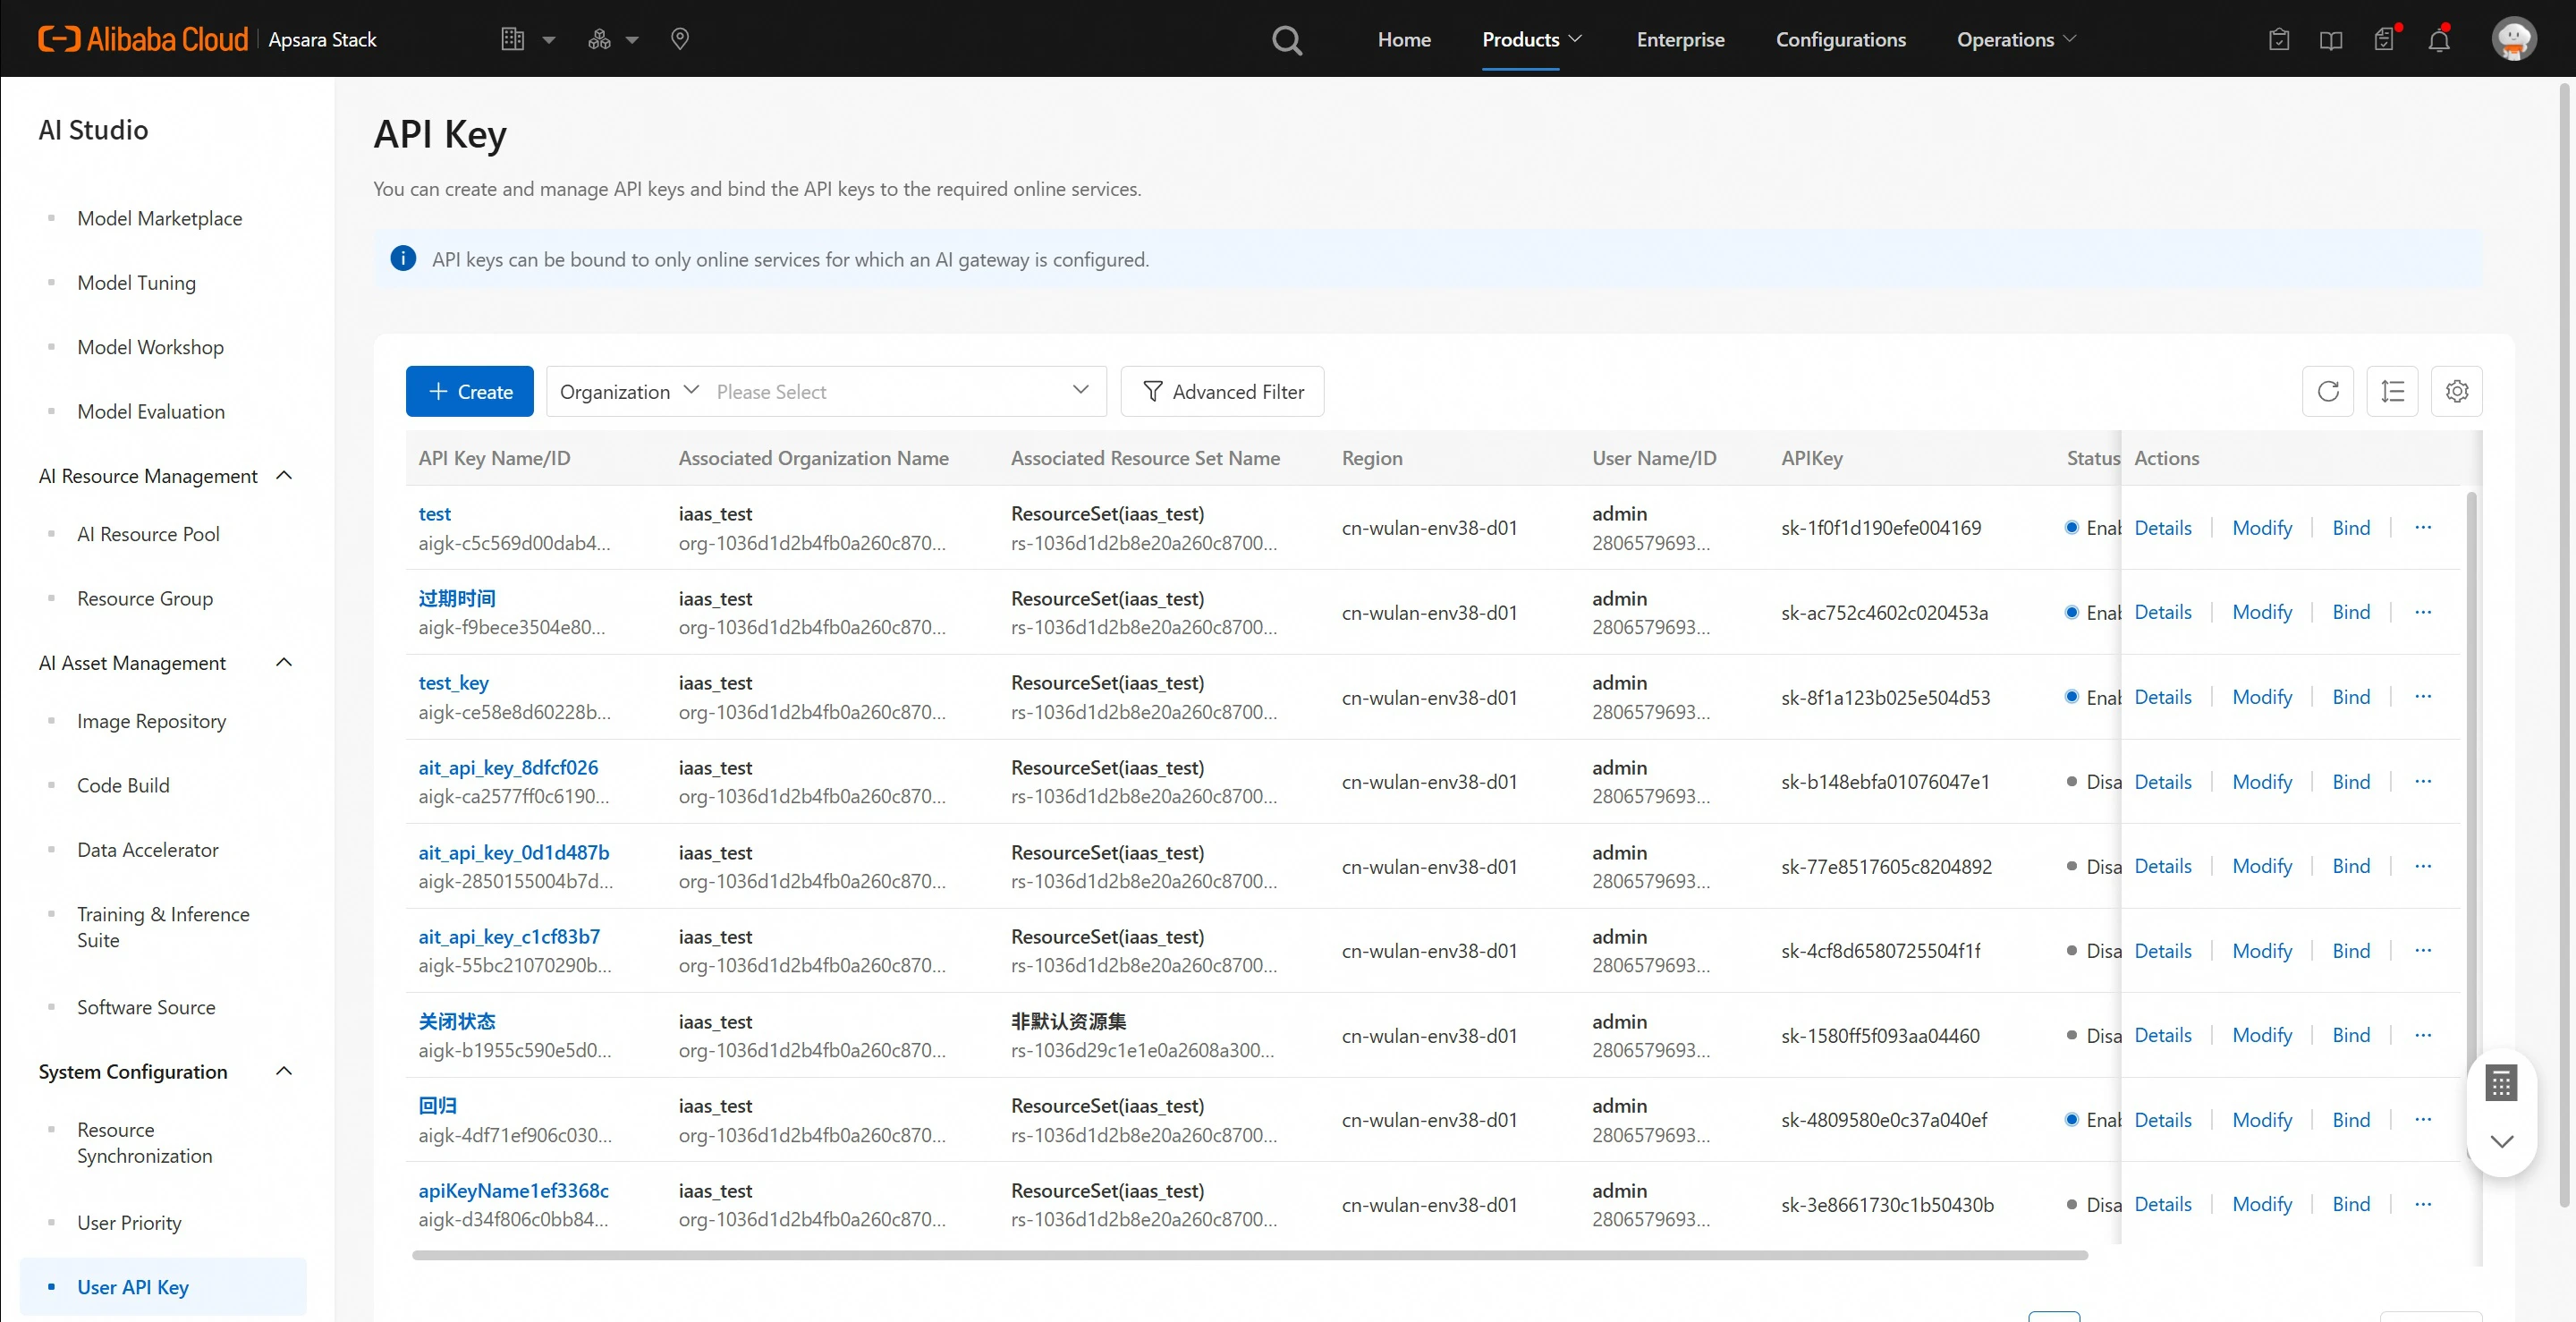 Alibaba Cloud | Apsara Stack
Home
Products
Enterprise
Configurations
Operations
AI Studio
Model Marketplace
Model Tuning
Model Workshop
Model Evaluation
AI Resource Management
AI Resource Pool
Resource Group
AI Asset Management
Image Repository
Code Build
Data Accelerator
Training & Inference
Suite
Software Source
System Configuration
Resource
Synchronization
User Priority
User API Key
API Key
You can create and manage API keys and bind the API keys to the required online services.
API keys can be bound to only online services for which an AI gateway is configured.
Create Organization Please Select Advanced Filter
API Key Name/ID Associated Organization Name Associated Resource Set Name Region User Name/ID APIKey Status Actions
test iaas_test ResourceSet(iaas_test) admin
cn-wulan-env38-d01 sk-1f0f1d190efe004169 Enab Details Modify Bind ...
aigk-c5c569d00dab4... org-1036d1d2b4fb0a260c870... rs-1036d1d2b8e20a260c8700... 2806579693...
过期时间 iaas_test ResourceSet(iaas_test) admin
cn-wulan-env38-d01 sk-ac752c4602c020453a Enab Details Modify Bind ...
aigk-f9bece3504e80... org-1036d1d2b4fb0a260c870... rs-1036d1d2b8e20a260c8700... 2806579693...
test_key iaas_test ResourceSet(iaas_test) admin
cn-wulan-env38-d01 sk-8f1a123b025e504d53 Enab Details Modify Bind ...
aigk-ce58e8d60228b... org-1036d1d2b4fb0a260c870... rs-1036d1d2b8e20a260c8700... 2806579693...
ait_api_key_8dfcf026 iaas_test ResourceSet(iaas_test) admin
cn-wulan-env38-d01 sk-b148ebfa01076047e1 Disa Details Modify Bind ...
aigk-ca2577ff0c6190... org-1036d1d2b4fb0a260c870... rs-1036d1d2b8e20a260c8700... 2806579693...
ait_api_key_0d1d487b iaas_test ResourceSet(iaas_test) admin
cn-wulan-env38-d01 sk-77e8517605c8204892 Disa Details Modify Bind ...
aigk-2850155004b7d... org-1036d1d2b4fb0a260c870... rs-1036d1d2b8e20a260c8700... 2806579693...
ait_api_key_c1cf83b7 iaas_test ResourceSet(iaas_test) admin
cn-wulan-env38-d01 sk-4cf8d6580725504f1f Disa Details Modify Bind ...
aigk-55bc21070290b... org-1036d1d2b4fb0a260c870... rs-1036d1d2b8e20a260c8700... 2806579693...
关闭状态 iaas_test 非默认资源集 admin
cn-wulan-env38-d01 sk-1580ff5f093aa04460 Disa Details Modify Bind ...
aigk-b1955c590e5d0... org-1036d1d2b4fb0a260c870... rs-1036d29c1e1e0a2608a300... 2806579693...
回归 iaas_test ResourceSet(iaas_test) admin
cn-wulan-env38-d01 sk-4809580e0c37a040ef Enab Details Modify Bind ...
aigk-4df71ef906c030... org-1036d1d2b4fb0a260c870... rs-1036d1d2b8e20a260c8700... 2806579693...
apiKeyName1ef3368c iaas_test ResourceSet(iaas_test) admin
cn-wulan-env38-d01 sk-3e8661730c1b50430b Disa Details Modify Bind ...
aigk-d34f806c0bb84... org-1036d1d2b4fb0a260c870... rs-1036d1d2b8e20a260c8700... 2806579693...